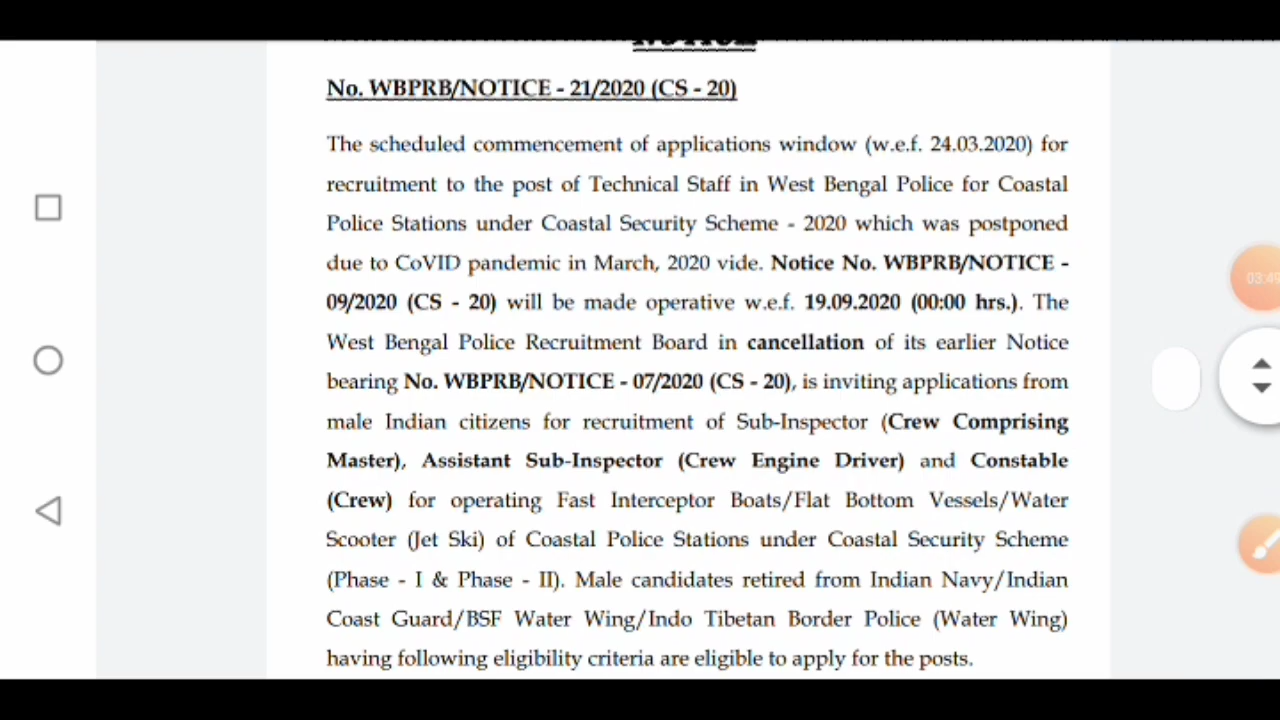 No. WBPRB/NOTICE - 21/2020 (CS - 20)
The scheduled commencement of applications window (w.e.f. 24.03.2020) for
recruitment to the post of Technical Staff in West Bengal Police for Coastal
Police Stations under Coastal Security Scheme - 2020 which was postponed
due to CoVID pandemic in March, 2020 vide. Notice No. WBPRB/NOTICE -
09/2020 (CS - 20) will be made operative w.e.f. 19.09.2020 (00:00 hrs.). The
West Bengal Police Recruitment Board in cancellation of its earlier Notice
bearing No. WBPRB/NOTICE - 07/2020 (CS - 20), is inviting applications from
male Indian citizens for recruitment of Sub-Inspector (Crew Comprising
Master), Assistant Sub-Inspector (Crew Engine Driver) and Constable
(Crew) for operating Fast Interceptor Boats/Flat Bottom Vessels/Water
Scooter (Jet Ski) of Coastal Police Stations under Coastal Security Scheme
(Phase - I & Phase - II). Male candidates retired from Indian Navy/Indian
Coast Guard/BSF Water Wing/Indo Tibetan Border Police (Water Wing)
having following eligibility criteria are eligible to apply for the posts.
03:49